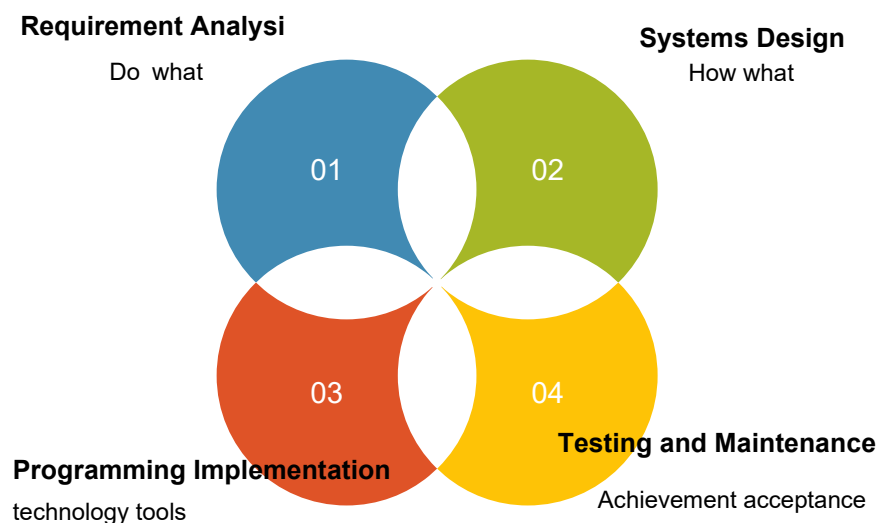 Requirement Analysi
Do what
Systems Design
How what
01
02
03
04
Programming Implementation
technology tools
Testing and Maintenance
Achievement acceptance